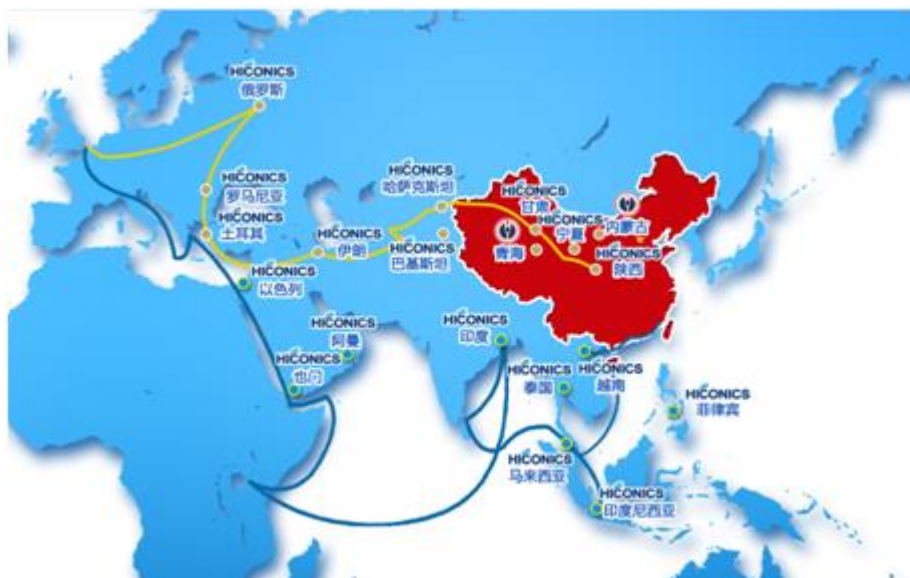 HICONICS
俄罗斯
HICONICS
罗马尼亚
HICONICS
土耳其
HICONICS
伊朗
HICONICS
哈萨克斯坦
HICONICS
巴基斯坦
HICONICS
以色列
HICONICS
甘肃
HICONICS
宁夏
内蒙古
青海
HICONICS
陕西
HICONICS
阿曼
HICONICS
也门
HICONICS
印度
HICONICS
泰国
HICONICS
越南
HICONICS
菲律宾
HICONICS
马来西亚
HICONICS
印度尼西亚